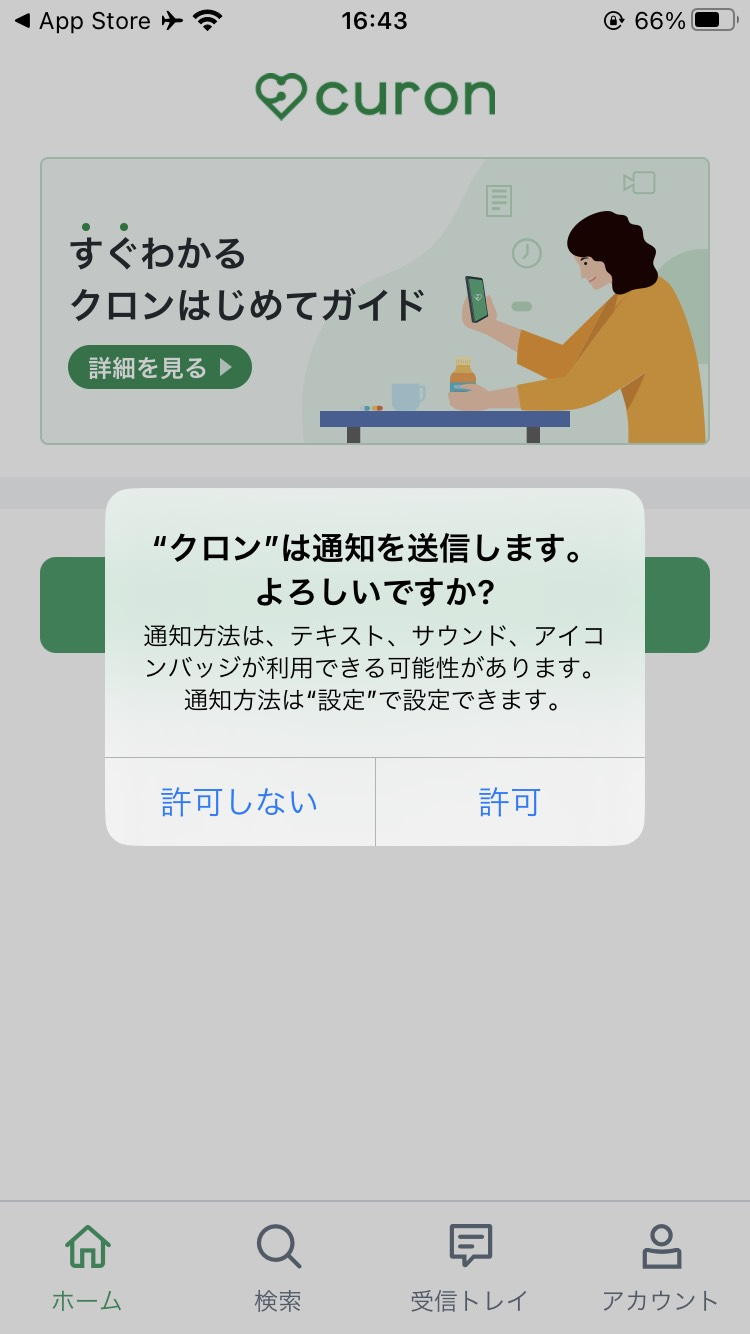 App Store
16:43
66%
curon
すぐわかる
クロンはじめてガイド
詳細を見る
“クロン”は通知を送信します。
よろしいですか?
通知方法は、テキスト、サウンド、アイコ
ンバッジが利用できる可能性があります。
通知方法は“設定”で設定できます。
許可しない
許可
ホーム
検索
受信トレイ
アカウント